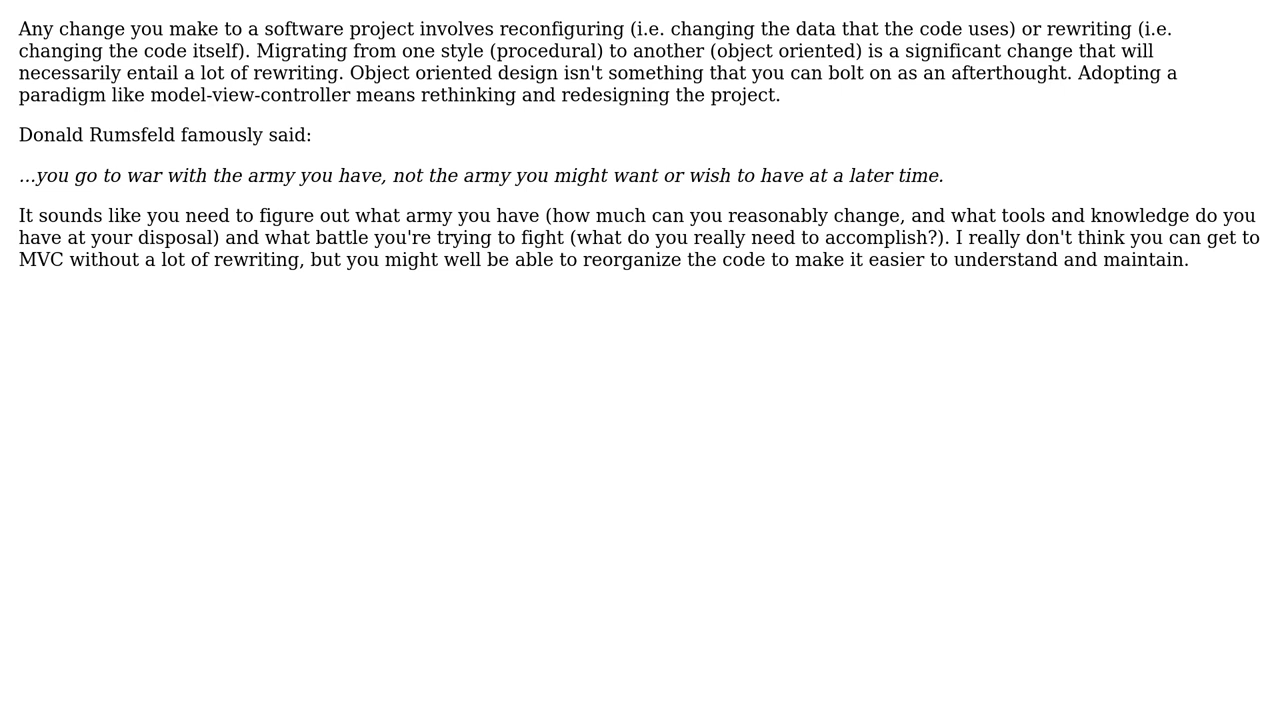 Any change you make to a software project involves reconfiguring (i.e. changing the data that the code uses) or rewriting (i.e.
changing the code itself). Migrating from one style (procedural) to another (object oriented) is a significant change that will
necessarily entail a lot of rewriting. Object oriented design isn't something that you can bolt on as an afterthought. Adopting a
paradigm like model-view-controller means rethinking and redesigning the project.
Donald Rumsfeld famously said:
...you go to war with the army you have, not the army you might want or wish to have at a later time.
It sounds like you need to figure out what army you have (how much can you reasonably change, and what tools and knowledge do you
have at your disposal) and what battle you're trying to fight (what do you really need to accomplish?). I really don't think you can get to
MVC without a lot of rewriting, but you might well be able to reorganize the code to make it easier to understand and maintain.